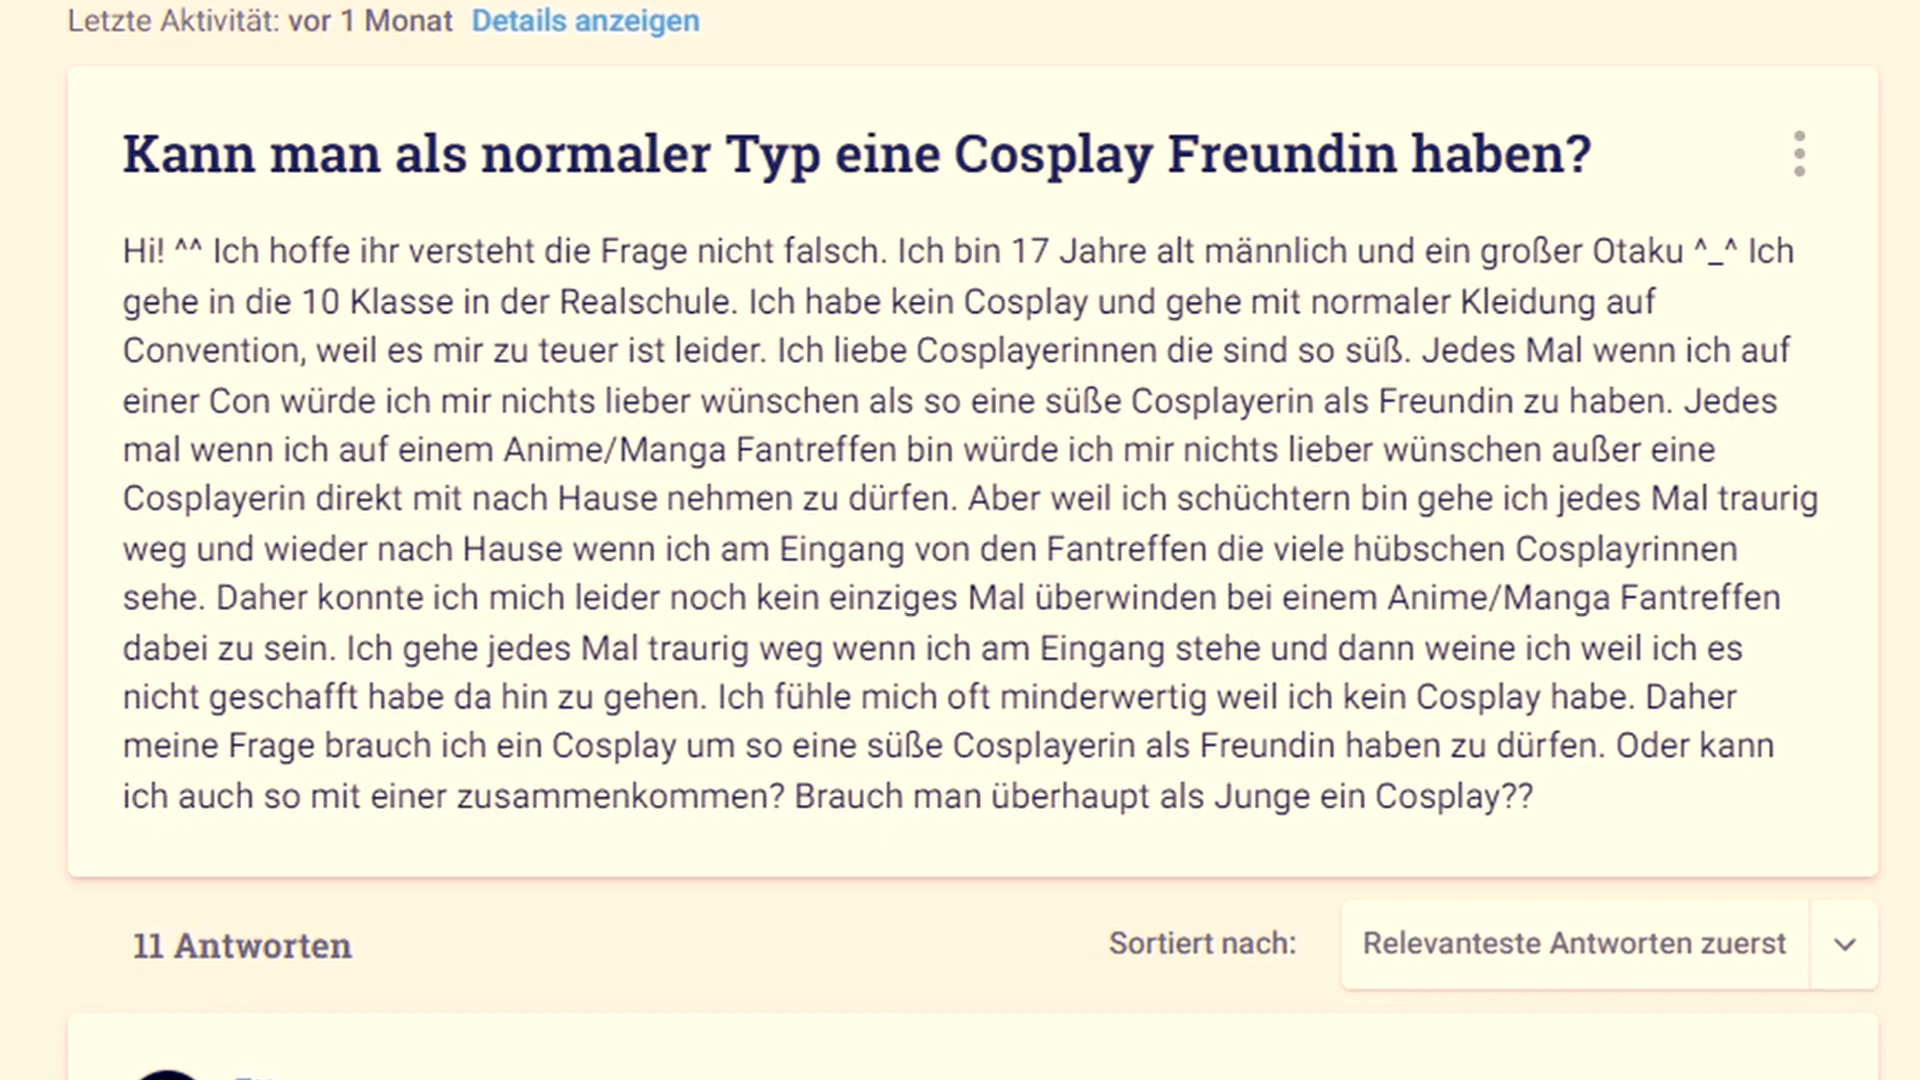 Letzte Aktivität: vor 1 Monat Details anzeigen
Kann man als normaler Typ eine Cosplay Freundin haben?
Hi! ^^ Ich hoffe ihr versteht die Frage nicht falsch. Ich bin 17 Jahre alt männlich und ein großer Otaku ^_^ Ich
gehe in die 10 Klasse in der Realschule. Ich habe kein Cosplay und gehe mit normaler Kleidung auf
Convention, weil es mir zu teuer ist leider. Ich liebe Cosplayerinnen die sind so süß. Jedes Mal wenn ich auf
einer Con würde ich mir nichts lieber wünschen als so eine süße Cosplayerin als Freundin zu haben. Jedes
mal wenn ich auf einem Anime/Manga Fantreffen bin würde ich mir nichts lieber wünschen außer eine
Cosplayerin direkt mit nach Hause nehmen zu dürfen. Aber weil ich schüchtern bin gehe ich jedes Mal traurig
weg und wieder nach Hause wenn ich am Eingang von den Fantreffen die viele hübschen Cosplayrinnen
sehe. Daher konnte ich mich leider noch kein einziges Mal überwinden bei einem Anime/Manga Fantreffen
dabei zu sein. Ich gehe jedes Mal traurig weg wenn ich am Eingang stehe und dann weine ich weil ich es
nicht geschafft habe da hin zu gehen. Ich fühle mich oft minderwertig weil ich kein Cosplay habe. Daher
meine Frage brauch ich ein Cosplay um so eine süße Cosplayerin als Freundin haben zu dürfen. Oder kann
ich auch so mit einer zusammenkommen? Brauch man überhaupt als Junge ein Cosplay??
11 Antworten
Sortiert nach: Relevanteste Antworten zuerst